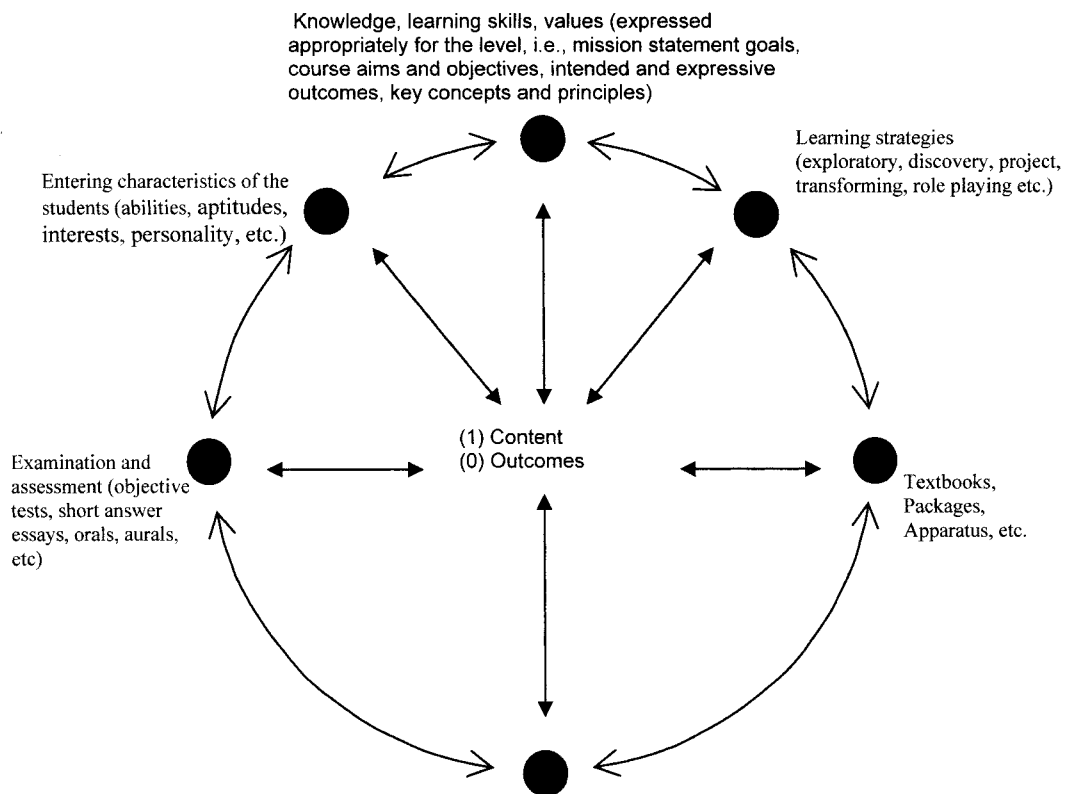 Knowledge, learning skills, values (expressed
appropriately for the level, i.e., mission statement goals,
course aims and objectives, intended and expressive
outcomes, key concepts and principles)
Learning strategies
(exploratory, discovery, project,
transforming, role playing etc.)
Entering characteristics of the
students (abilities, aptitudes,
interests, personality, etc.)
(1) Content
(0) Outcomes
Examination and
assessment (objective
tests, short answer
essays, orals, aurals,
etc)
Textbooks,
Packages,
Apparatus, etc.